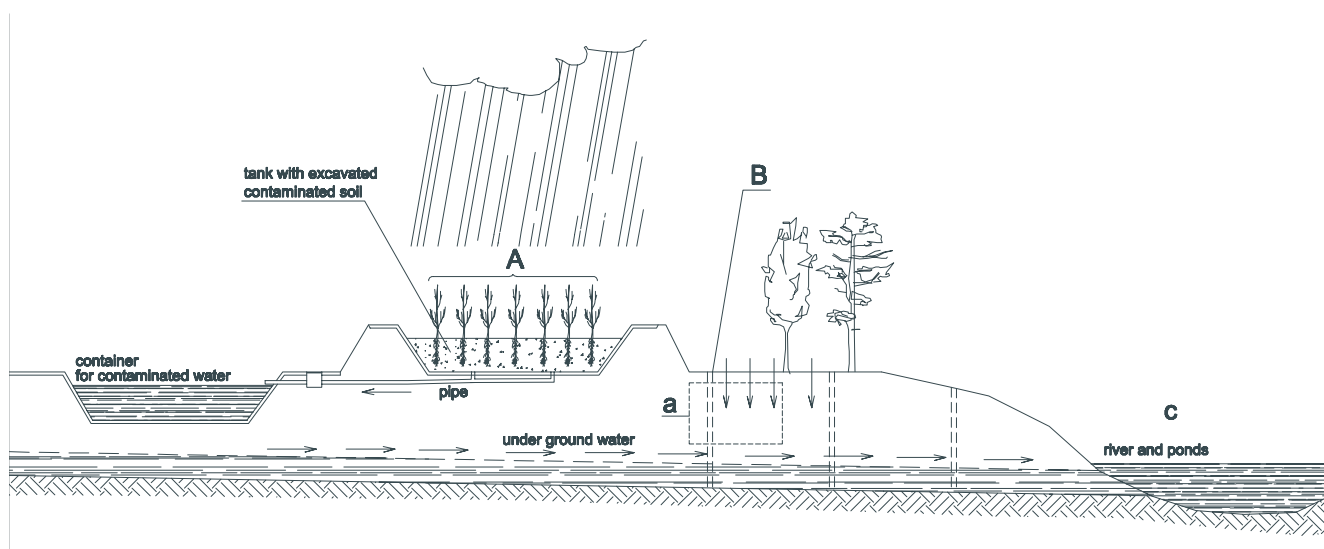 tank with excavated
contaminated soil
A
B
container
for contaminated water
pipe
a
under ground water
c
river and ponds